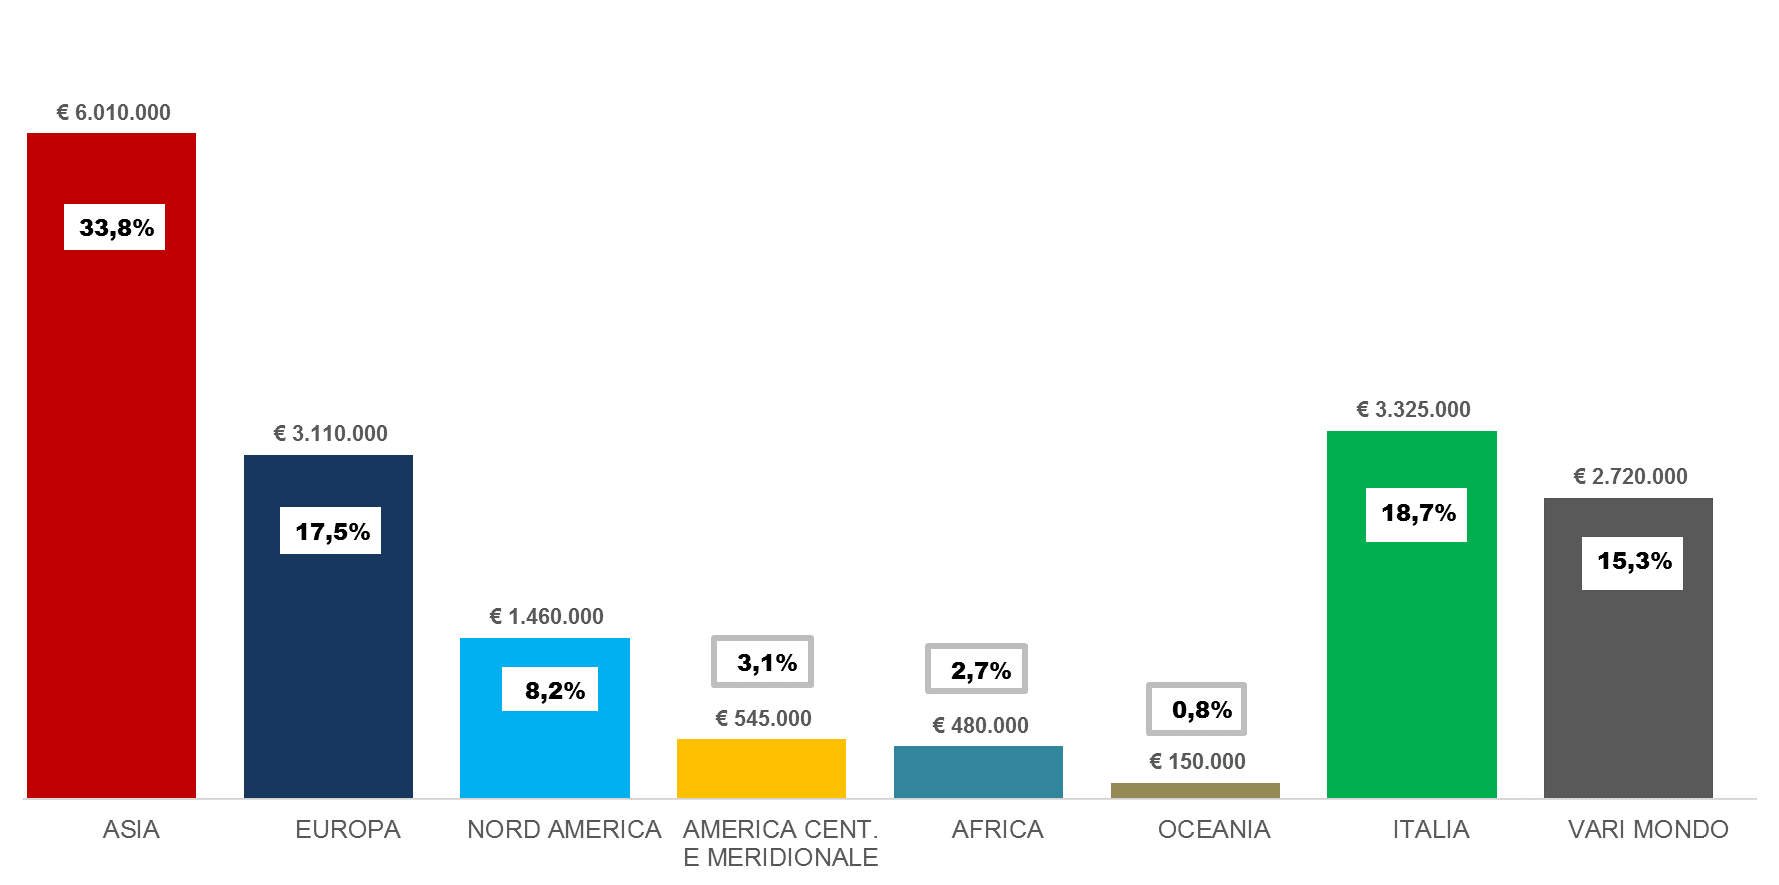 € 6.010.000
33,8%
€ 3.110.000
17,5%
€ 1.460.000
8,2%
3,1%
€ 545.000
2,7%
€ 480.000
0,8%
€ 150.000
€ 3.325.000
18,7%
€ 2.720.000
15,3%
ASIA
EUROPA
NORD AMERICA
AMERICA CENT.
E MERIDIONALE
AFRICA
OCEANIA
ITALIA
VARI MONDO